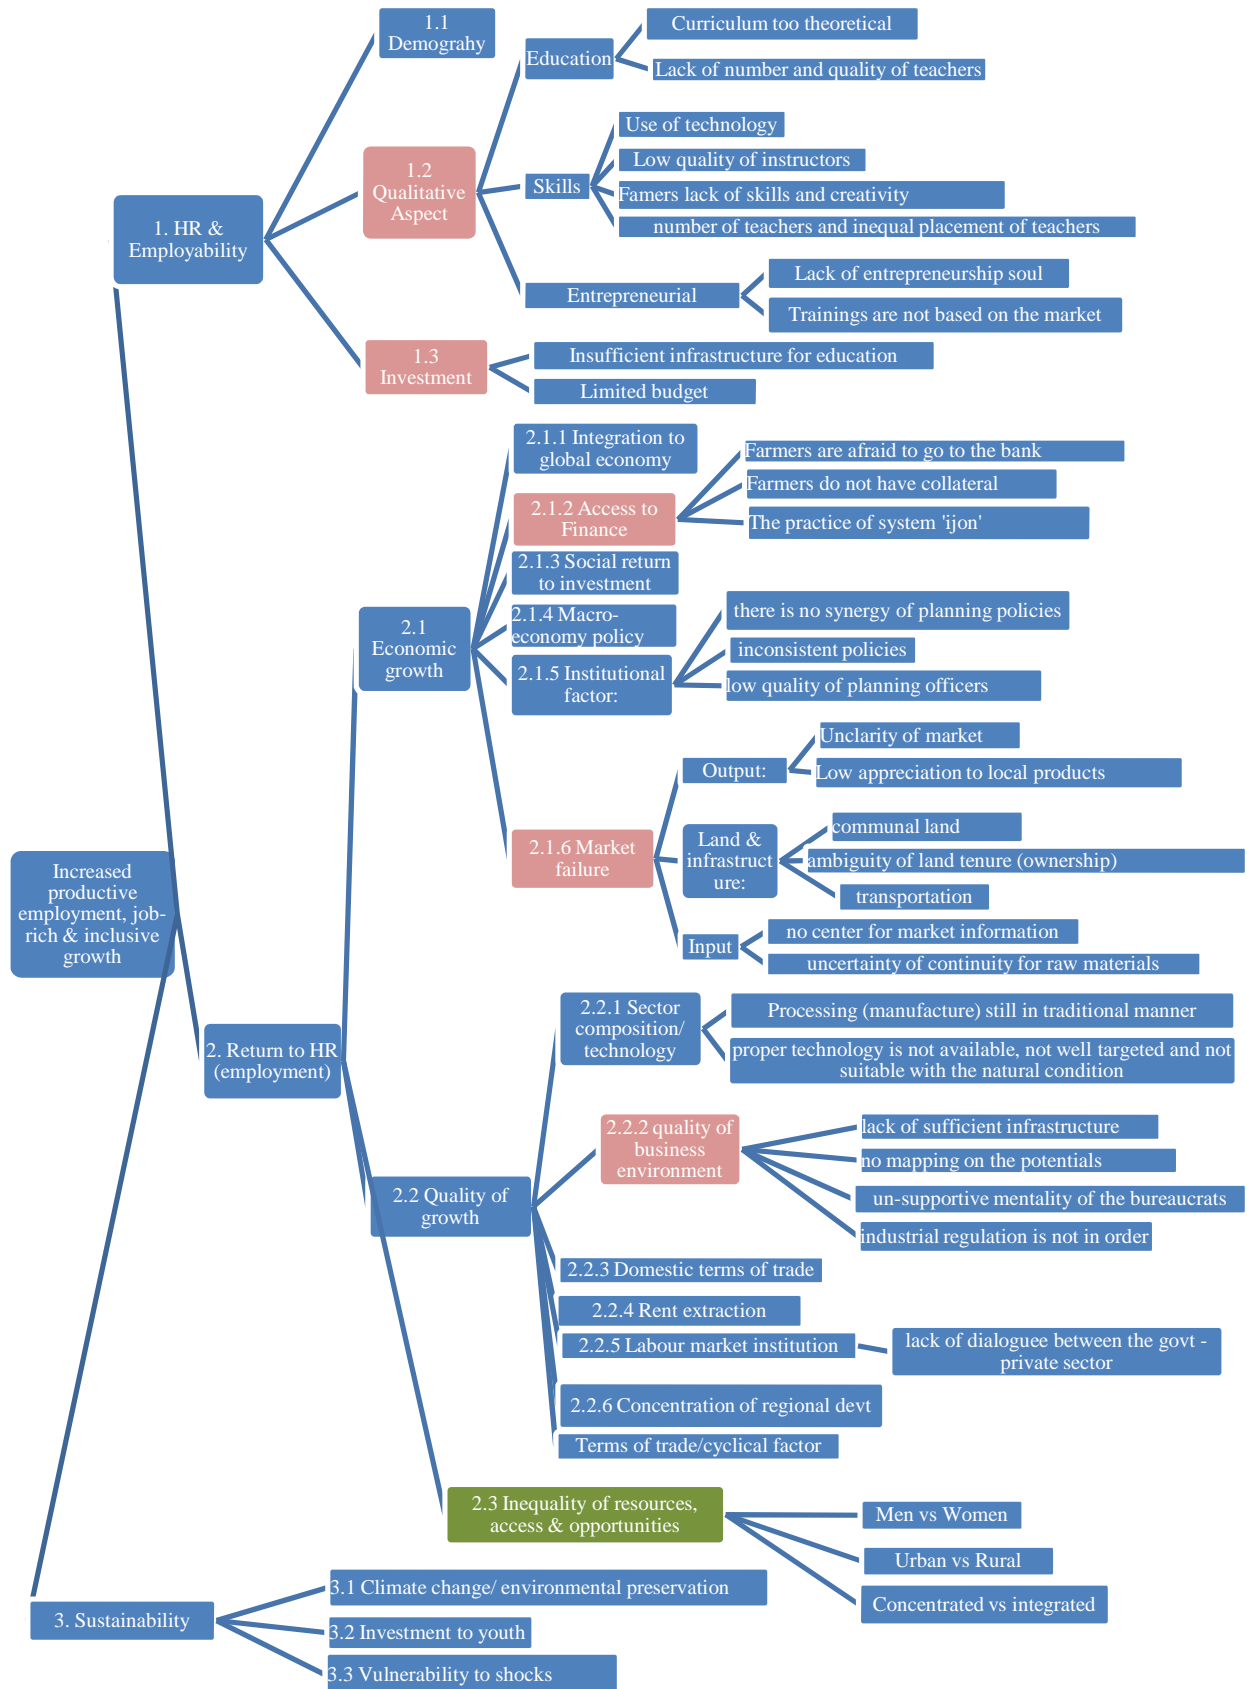 1.1
Demograhy
Education
Curriculum too theoretical
Lack of number and quality of teachers
1.2
Qualitative
Aspect
Skills
Use of technology
Low quality of instructors
Famers lack of skills and creativity
number of teachers and inequal placement of teachers
1. HR &
Employability
Entrepreneurial
Lack of entrepreneurship soul
Trainings are not based on the market
1.3
Investment
Insufficient infrastructure for education
Limited budget
2.1.1 Integration to
global economy
2.1.2 Access to
Finance
Farmers are afraid to go to the bank
Farmers do not have collateral
The practice of system 'ijon'
2.1.3 Social return
to investment
2.1
Economic
growth
2.1.4 Macro-
economy policy
2.1.5 Institutional
factor:
there is no synergy of planning policies
inconsistent policies
low quality of planning officers
2.1.6 Market
failure
Output:
Unclarity of market
Low appreciation to local products
Land &
infrastruct
ure:
communal land
ambiguity of land tenure (ownership)
transportation
Input
no center for market information
uncertainty of continuity for raw materials
Increased
productive
employment, job-
rich & inclusive
growth
2. Return to HR
(employment)
2.2.1 Sector
composition/
technology
Processing (manufacture) still in traditional manner
proper technology is not available, not well targeted and not
suitable with the natural condition
2.2.2 quality of
business
environment
lack of sufficient infrastructure
no mapping on the potentials
un-supportive mentality of the bureaucrats
industrial regulation is not in order
2.2 Quality of
growth
2.2.3 Domestic terms of trade
2.2.4 Rent extraction
2.2.5 Labour market institution
lack of dialoguee between the govt -
private sector
2.2.6 Concentration of regional devt
Terms of trade/cyclical factor
2.3 Inequality of resources,
access & opportunities
Men vs Women
Urban vs Rural
Concentrated vs integrated
3. Sustainability
3.1 Climate change/ environmental preservation
3.2 Investment to youth
3.3 Vulnerability to shocks